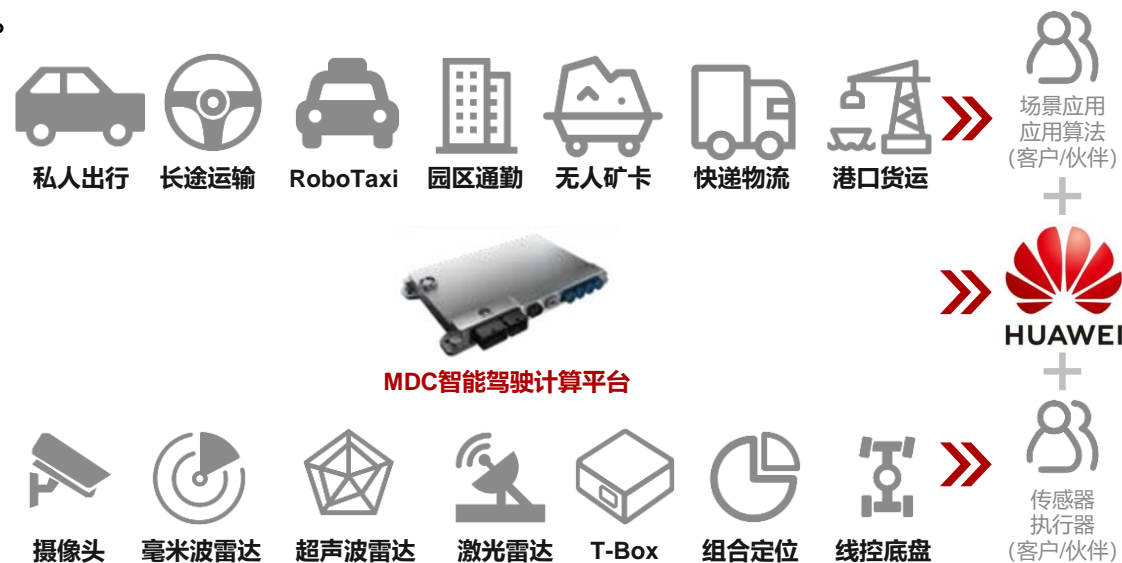 。
私人出行
长途运输
RoboTaxi
园区通勤
无人矿卡
快递物流
港口货运
场景应用
应用算法
(客户/伙伴)
+
HUAWEI
MDC智能驾驶计算平台
+
摄像头
毫米波雷达
超声波雷达
激光雷达
T-Box
组合定位
线控底盘
传感器
执行器
(客户/伙伴)